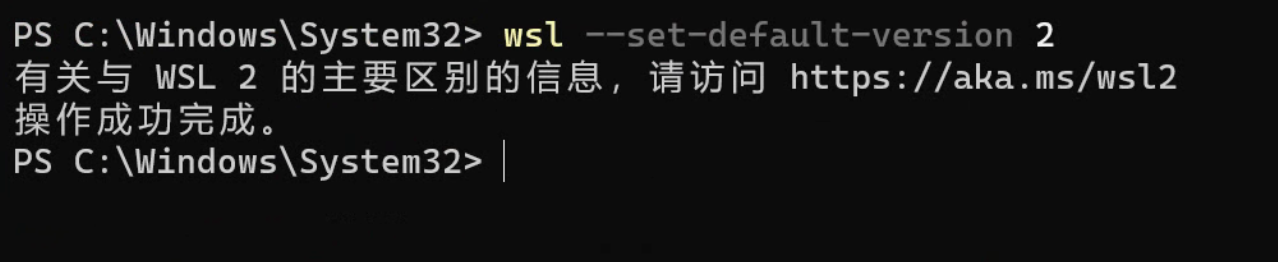 PS C:\Windows\System32> wsl --set-default-version 2
有关与 WSL 2 的主要区别的信息，请访问 https://aka.ms/wsl2
操作成功完成。
PS C:\Windows\System32>